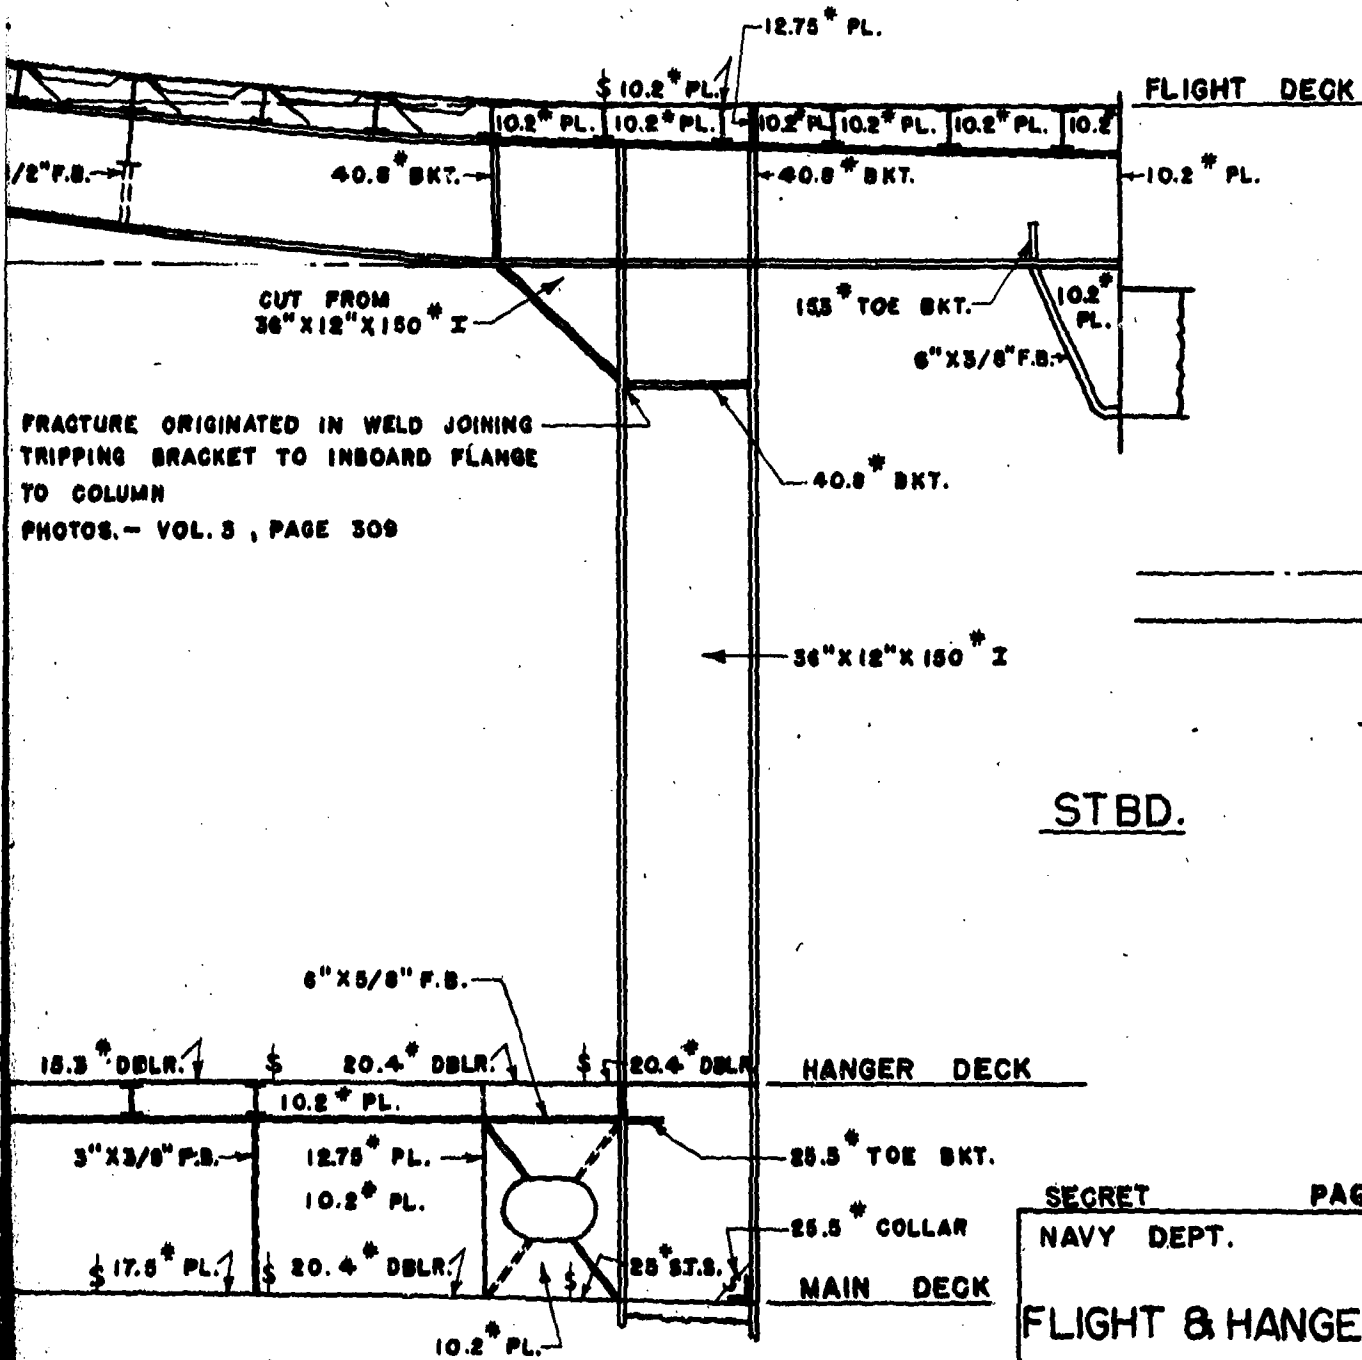 12.75# PL.
$ 10.2# PL.
FLIGHT DECK
10.2# PL.
10.2# PL.
10.2# PL
10.2# PL.
10.2# PL.
10.2#
1/2" F.B.
40.8# BKT.
40.8# BKT.
10.2# PL.
CUT FROM
36" X 12" X 150# I
15.3# TOE BKT.
10.2#
PL.
6" X 3/8" F.B.
FRACTURE ORIGINATED IN WELD JOINING
TRIPPING BRACKET TO INBOARD FLANGE
TO COLUMN
PHOTOS.- VOL. 3 , PAGE 309
40.8# BKT.
36" X 12" X 150# I
STBD.
6" X 5/8" F.B.
15.3# DBLR.
$
20.4# DBLR.
$
20.4# DBLR
HANGER DECK
10.2# PL.
3" X 3/8" F.B.
12.75# PL.
25.5# TOE BKT.
10.2# PL.
25.5# COLLAR
$ 17.5# PL.
$ 20.4# DBLR.
$
25# S.T.S.
MAIN DECK
10.2# PL.
SECRET PAG
NAVY DEPT.
FLIGHT & HANGE